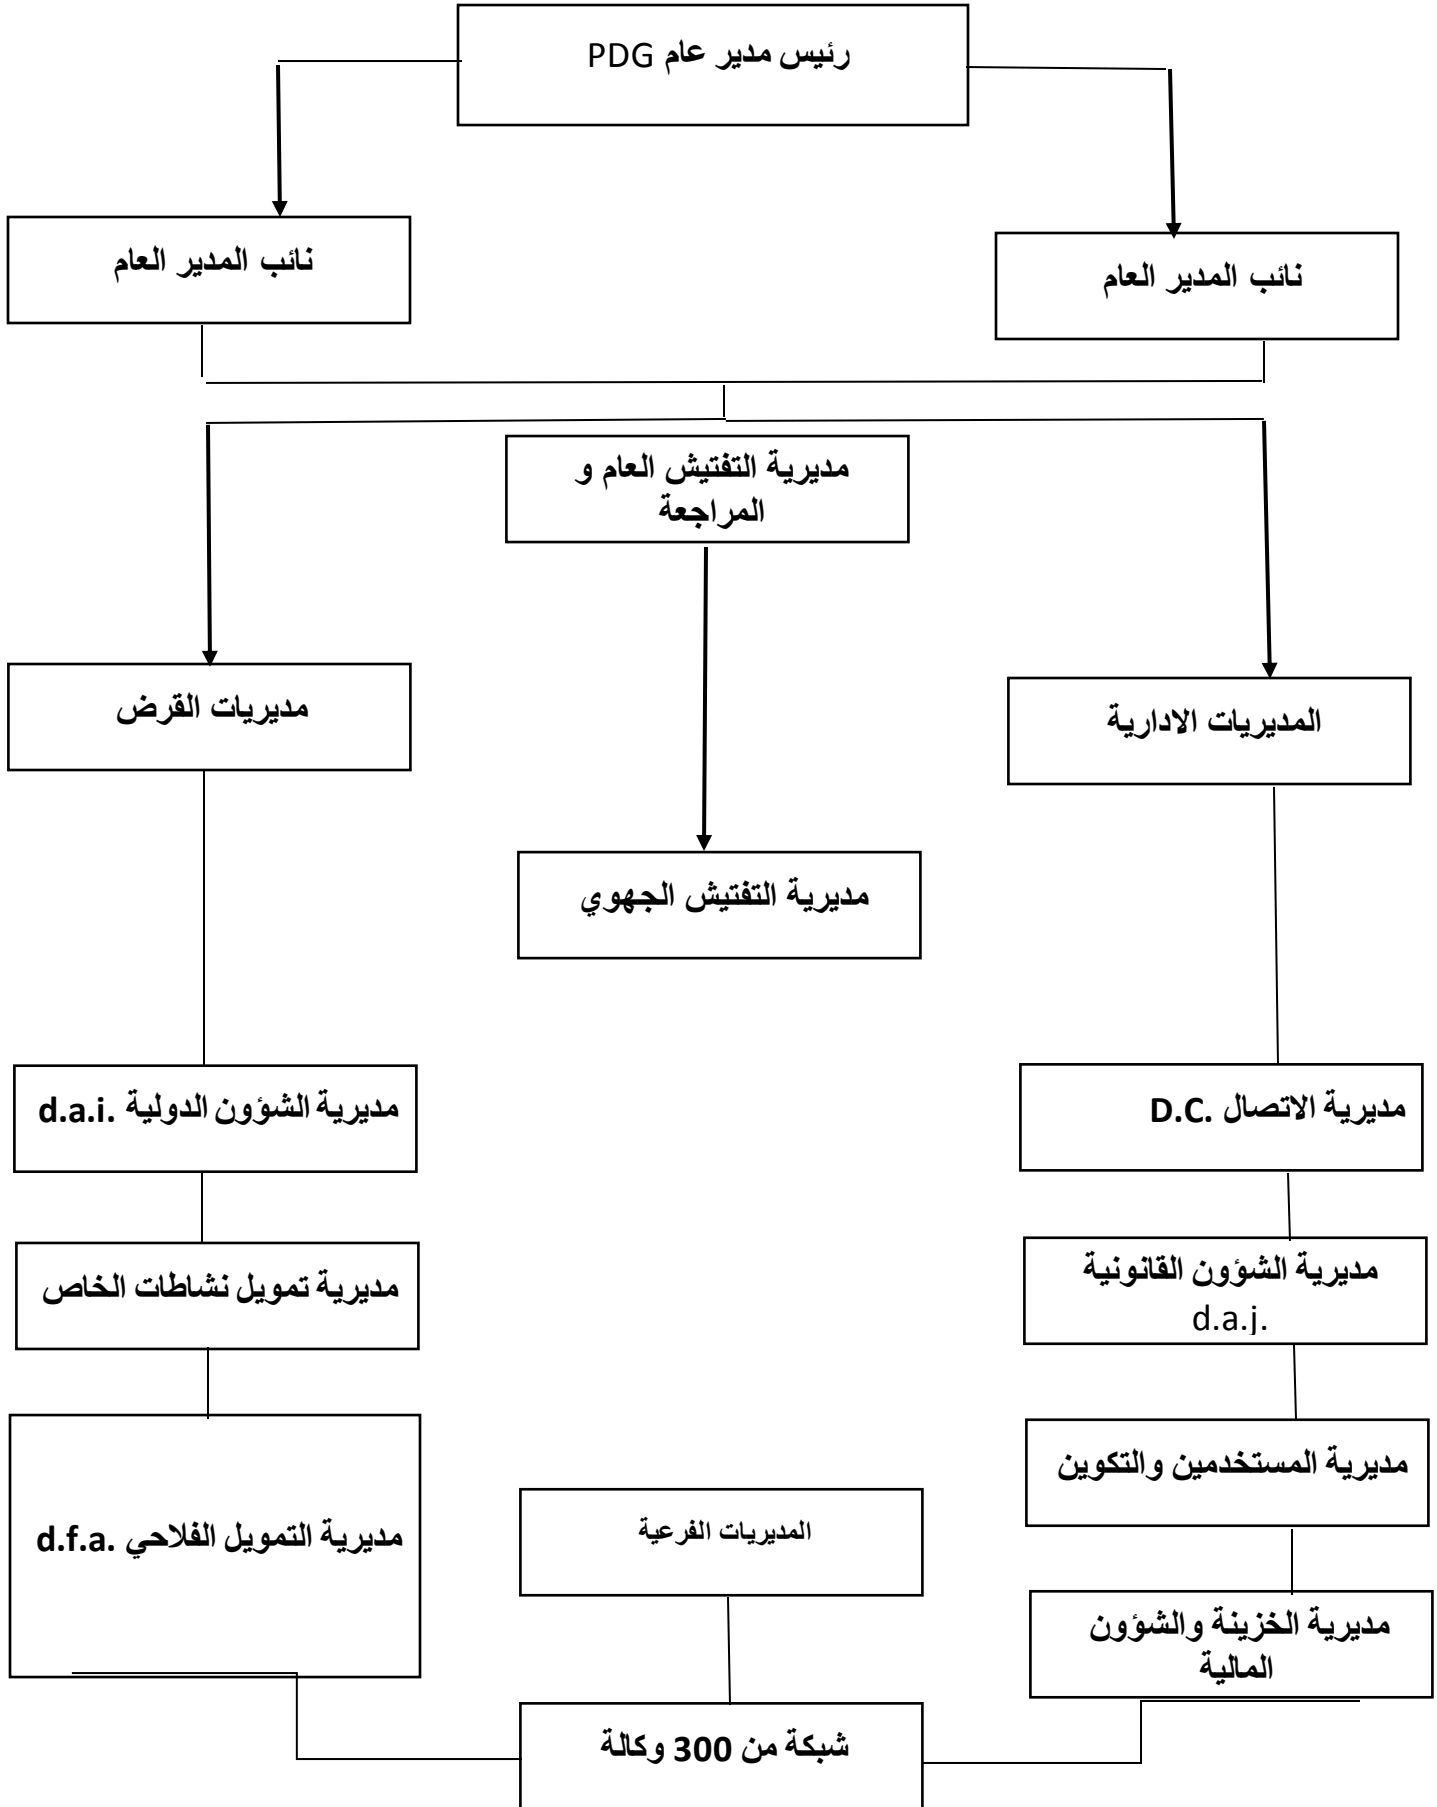 رئيس مدير عام PDG
نائب المدير العام
نائب المدير العام
مديرية التفتيش العام و
المراجعة
المديريات الادارية
مديريات القرض
مديرية التفتيش الجهوي
مديرية الاتصال D.C.
مديرية الشؤون الدولية d.a.i.
مديرية الشؤون القانونية
d.a.j.
مديرية تمويل نشاطات الخاص
مديرية المستخدمين والتكوين
المديريات الفرعية
مديرية التمويل الفلاحي d.f.a.
مديرية الخزينة والشؤون
المالية
شبكة من 300 وكالة